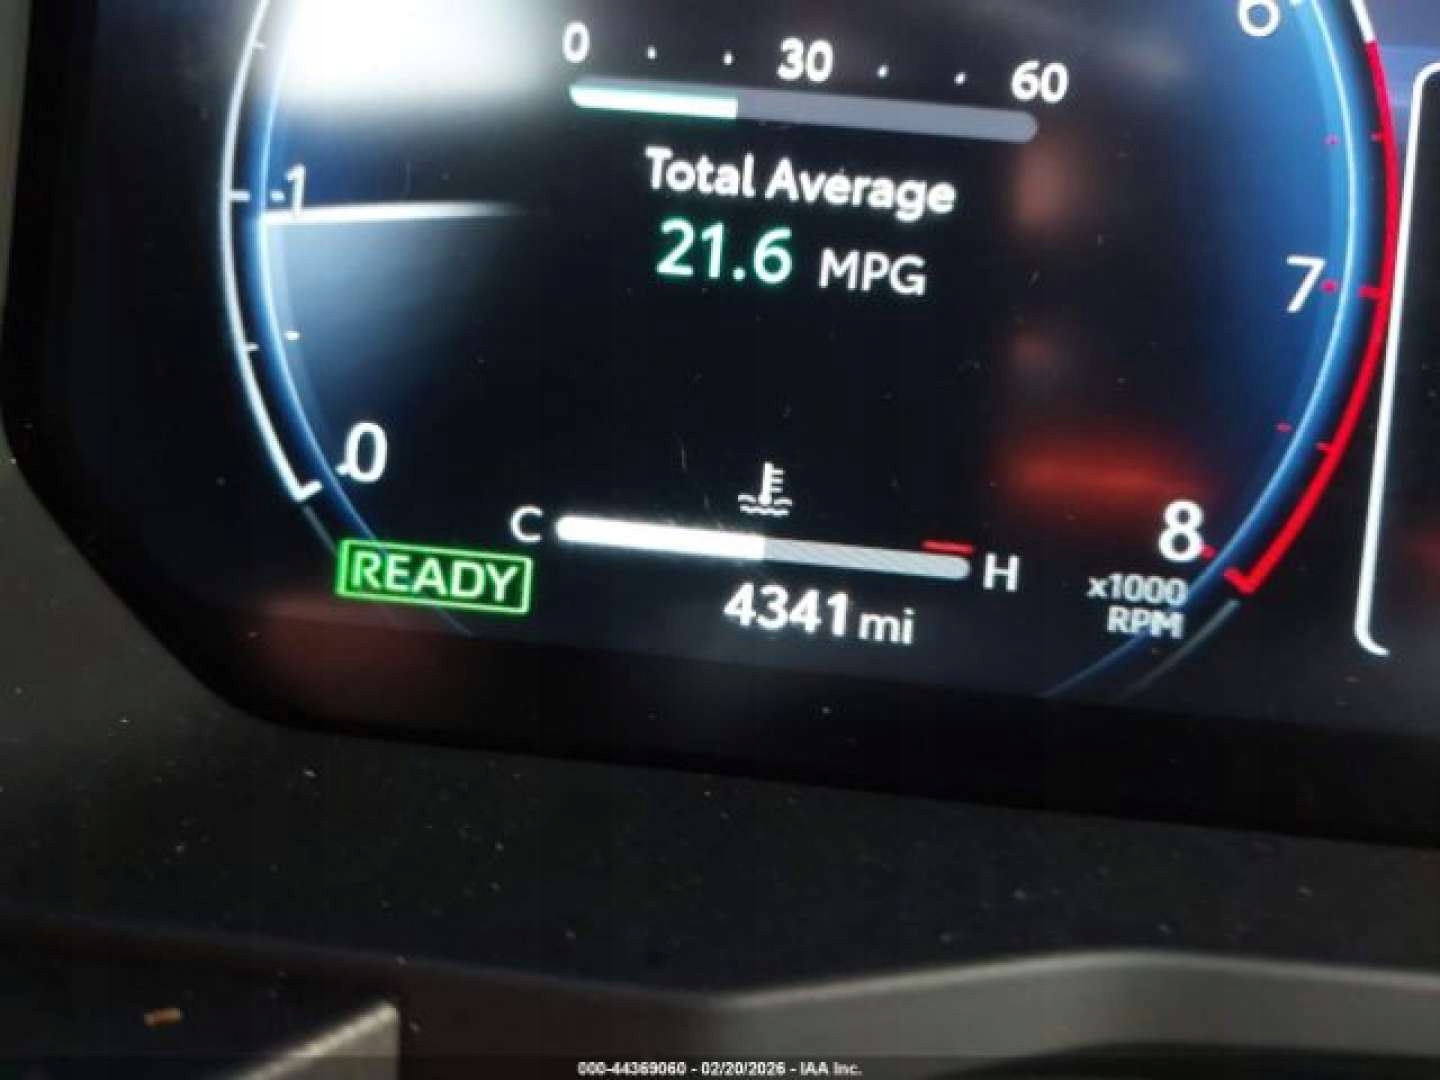 0 30 60
6
Total Average
21.6 MPG
-1
7
0
C H
8
x1000
RPM
READY
4341 mi
000-44369060 - 02/20/2026 - IAA Inc.